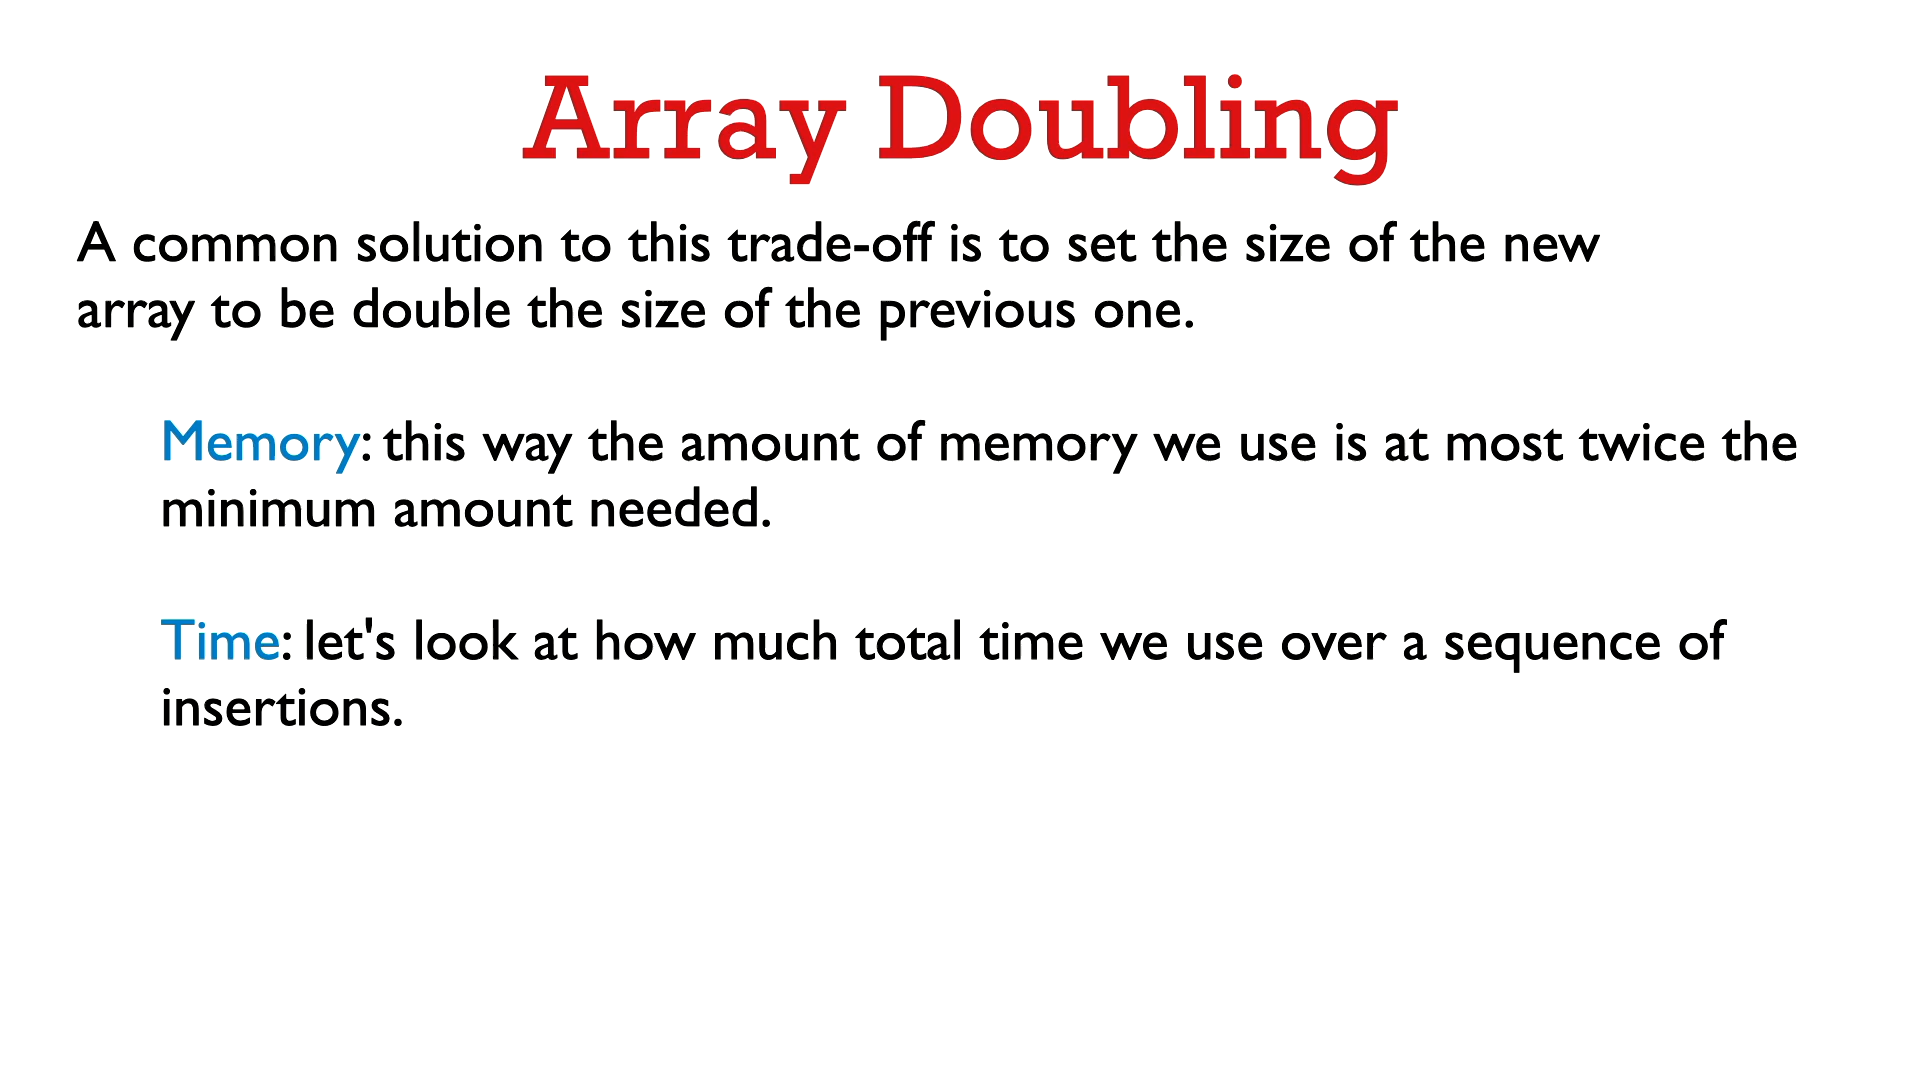 Array Doubling
A common solution to this trade-off is to set the size of the new
array to be double the size of the previous one.
Memory: this way the amount of memory we use is at most twice the
minimum amount needed.
Time: let's look at how much total time we use over a sequence of
insertions.